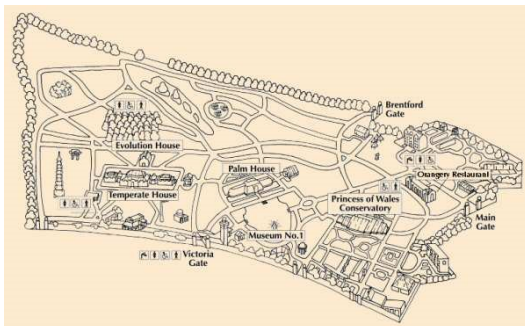 Brentford
Gate
Evolution House
Palm House
Orangery Restaurant
Temperate House
Princess of Wales
Conservatory
Main
Gate
Museum No.1
Victoria
Gate